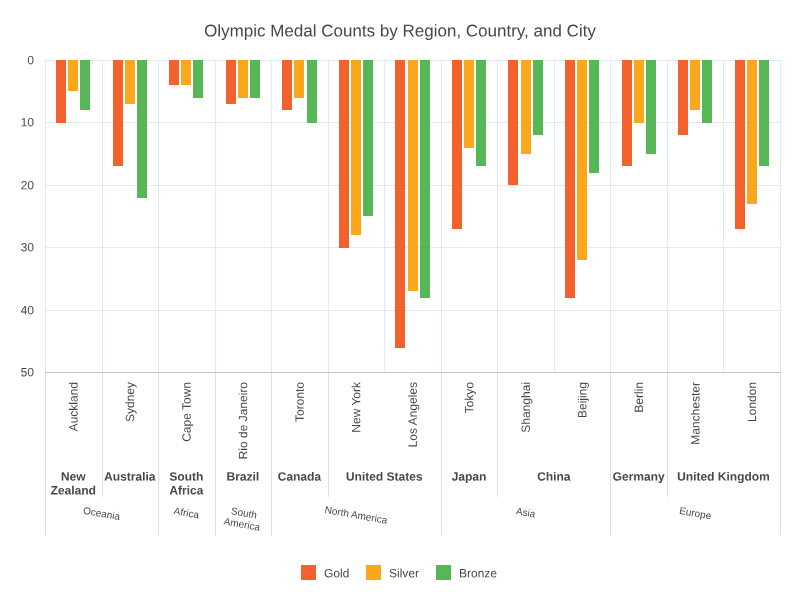 Olympic Medal Counts by Region, Country, and City
0
10
20
30
40
50
Auckland
Sydney
Cape Town
Rio de Janeiro
Toronto
New York
Los Angeles
Tokyo
Shanghai
Beijing
Berlin
Manchester
London
New
Zealand
Australia
South
Africa
Brazil
Canada
United States
Japan
China
Germany
United Kingdom
Oceania
Africa
South
America
North America
Asia
Europe
Gold
Silver
Bronze